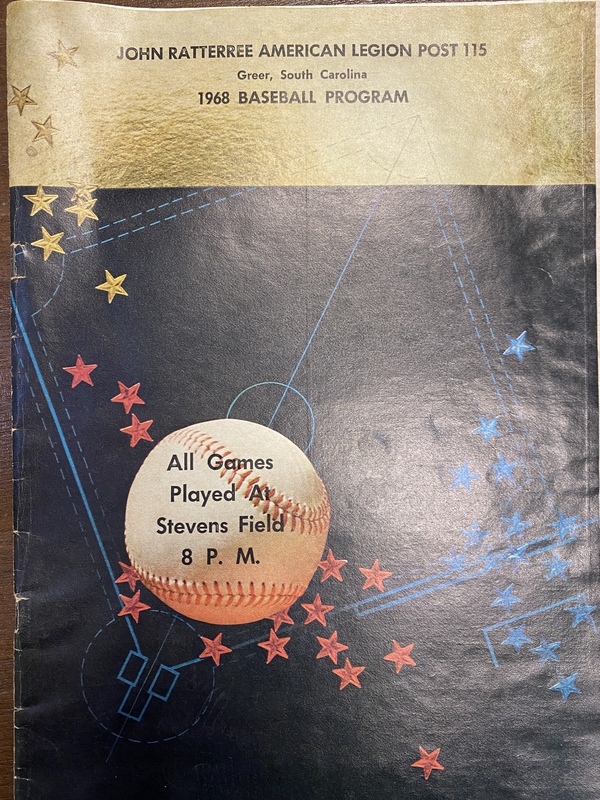 JOHN RATTERREE AMERICAN LEGION POST 115
Greer, South Carolina
1968 BASEBALL PROGRAM
All Games
Played At
Stevens Field
8 P. M.